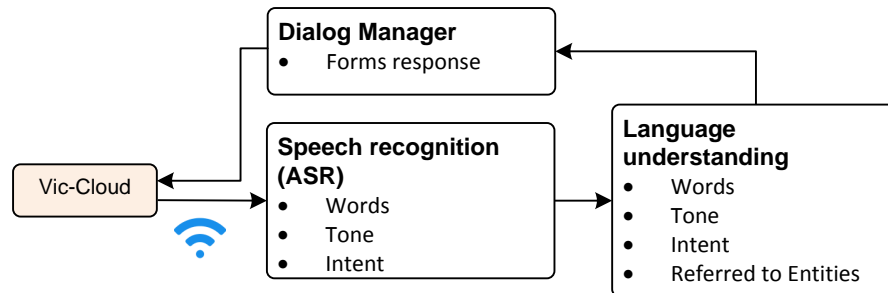 Dialog Manager
• Forms response
Vic-Cloud
Speech recognition
(ASR)
• Words
• Tone
• Intent
Language
understanding
• Words
• Tone
• Intent
• Referred to Entities